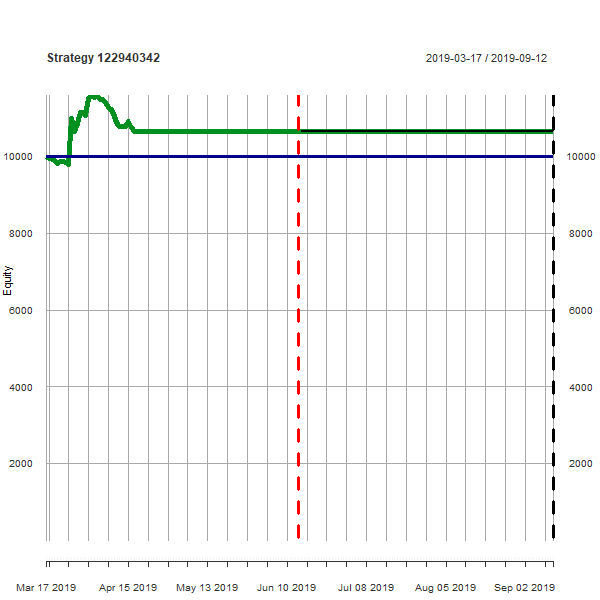 Strategy 122940342
2019-03-17 / 2019-09-12
10000
10000
8000
8000
Equity
6000
6000
4000
4000
2000
2000
Mar 17 2019
Apr 15 2019
May 13 2019
Jun 10 2019
Jul 08 2019
Aug 05 2019
Sep 02 2019